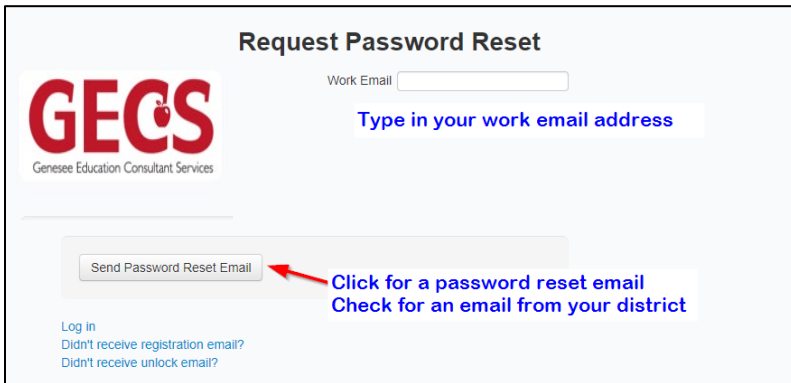 Request Password Reset
Work Email
GECS
Genesee Education Consultant Services
Type in your work email address
Send Password Reset Email
Click for a password reset email
Check for an email from your district
Log in
Didn't receive registration email?
Didn't receive unlock email?